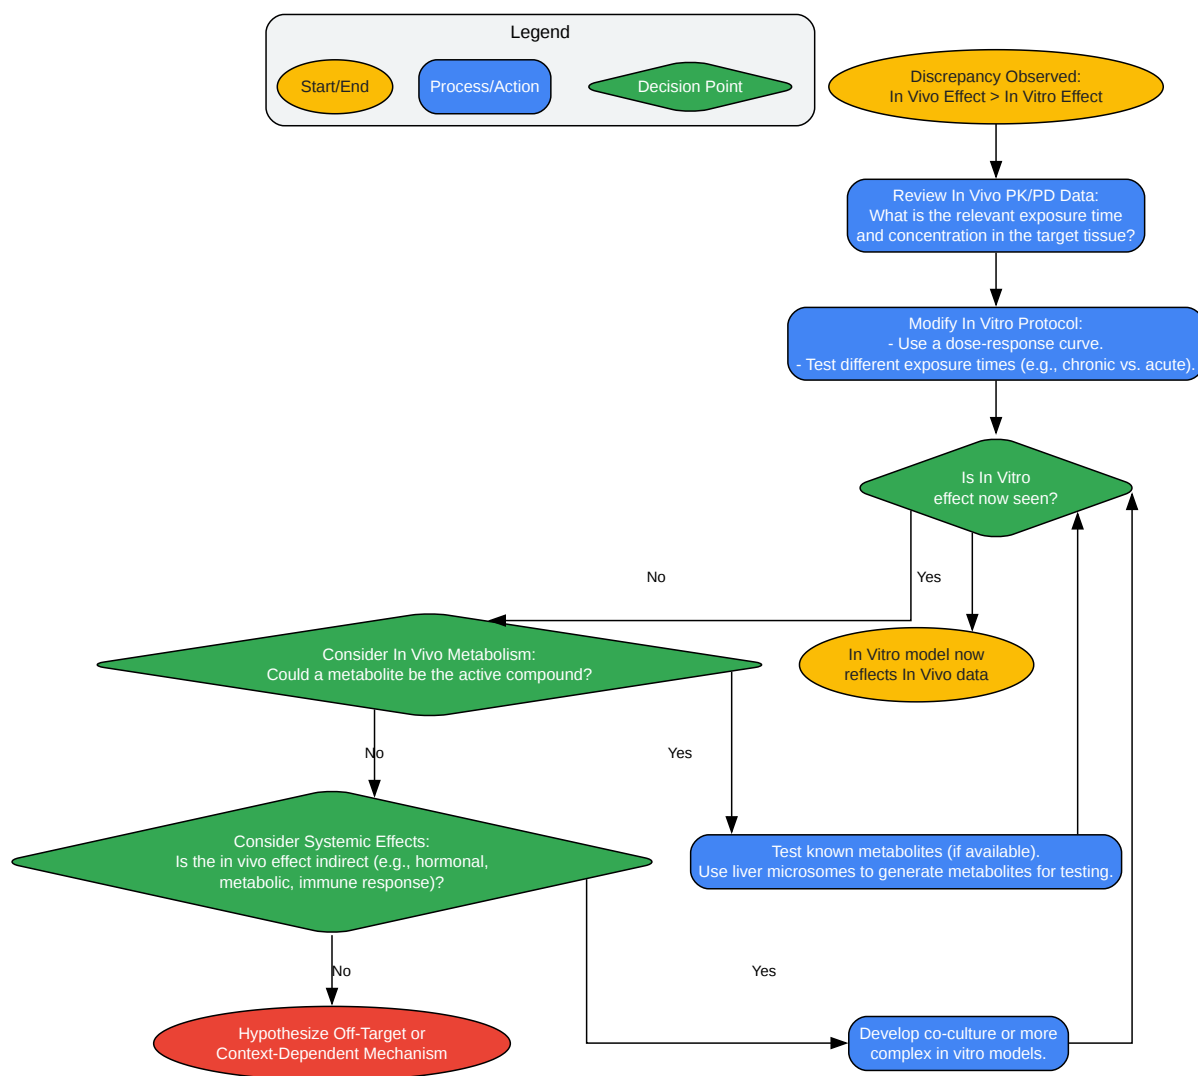 Legend
Start/End
Process/Action
Decision Point
Discrepancy Observed:
In Vivo Effect > In Vitro Effect
Review In Vivo PK/PD Data:
What is the relevant exposure time
and concentration in the target tissue?
Modify In Vitro Protocol:
- Use a dose-response curve.
- Test different exposure times (e.g., chronic vs. acute).
Is In Vitro
effect now seen?
No
Yes
Consider In Vivo Metabolism:
Could a metabolite be the active compound?
In Vitro model now
reflects In Vivo data
No
Yes
Consider Systemic Effects:
Is the in vivo effect indirect (e.g., hormonal,
metabolic, immune response)?
Test known metabolites (if available).
Use liver microsomes to generate metabolites for testing.
No
Yes
Hypothesize Off-Target or
Context-Dependent Mechanism
Develop co-culture or more
complex in vitro models.